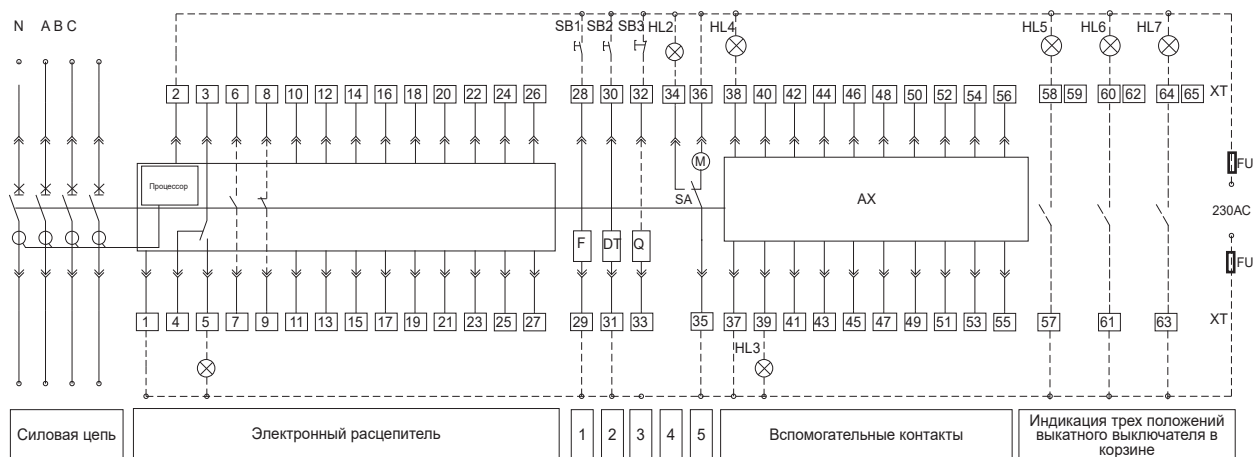 N A B C
SB1 SB2 SB3 HL2 HL4 HL5 HL6 HL7
2 3 6 8 10 12 14 16 18 20 22 24 26 28 30 32 34 36 38 40 42 44 46 48 50 52 54 56 58 59 60 62 64 65 XT
Процессор
M
FU
SA
AX
230AC
F DT Q
FU
1 4 5 7 9 11 13 15 17 19 21 23 25 27 29 31 33 35 37 39 41 43 45 47 49 51 53 55 57 61 63 XT
HL3
Силовая цепь
Электронный расцепитель
1 2 3 4 5
Вспомогательные контакты
Индикация трех положений
выкатного выключателя в
корзине